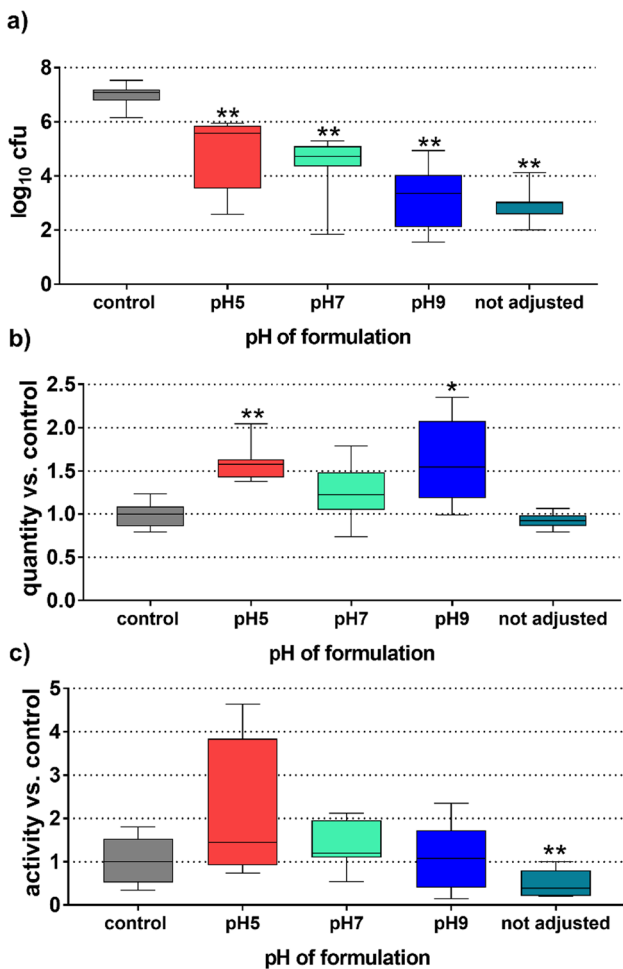 a)
log10 cfu
8
6
4
2
0
** ** ** **
control pH5 pH7 pH9 not adjusted
pH of formulation
b)
quantity vs. control
2.5
2.0
1.5
1.0
0.5
0.0
** *
control pH5 pH7 pH9 not adjusted
pH of formulation
c)
activity vs. control
5
4
3
2
1
0
**
control pH5 pH7 pH9 not adjusted
pH of formulation